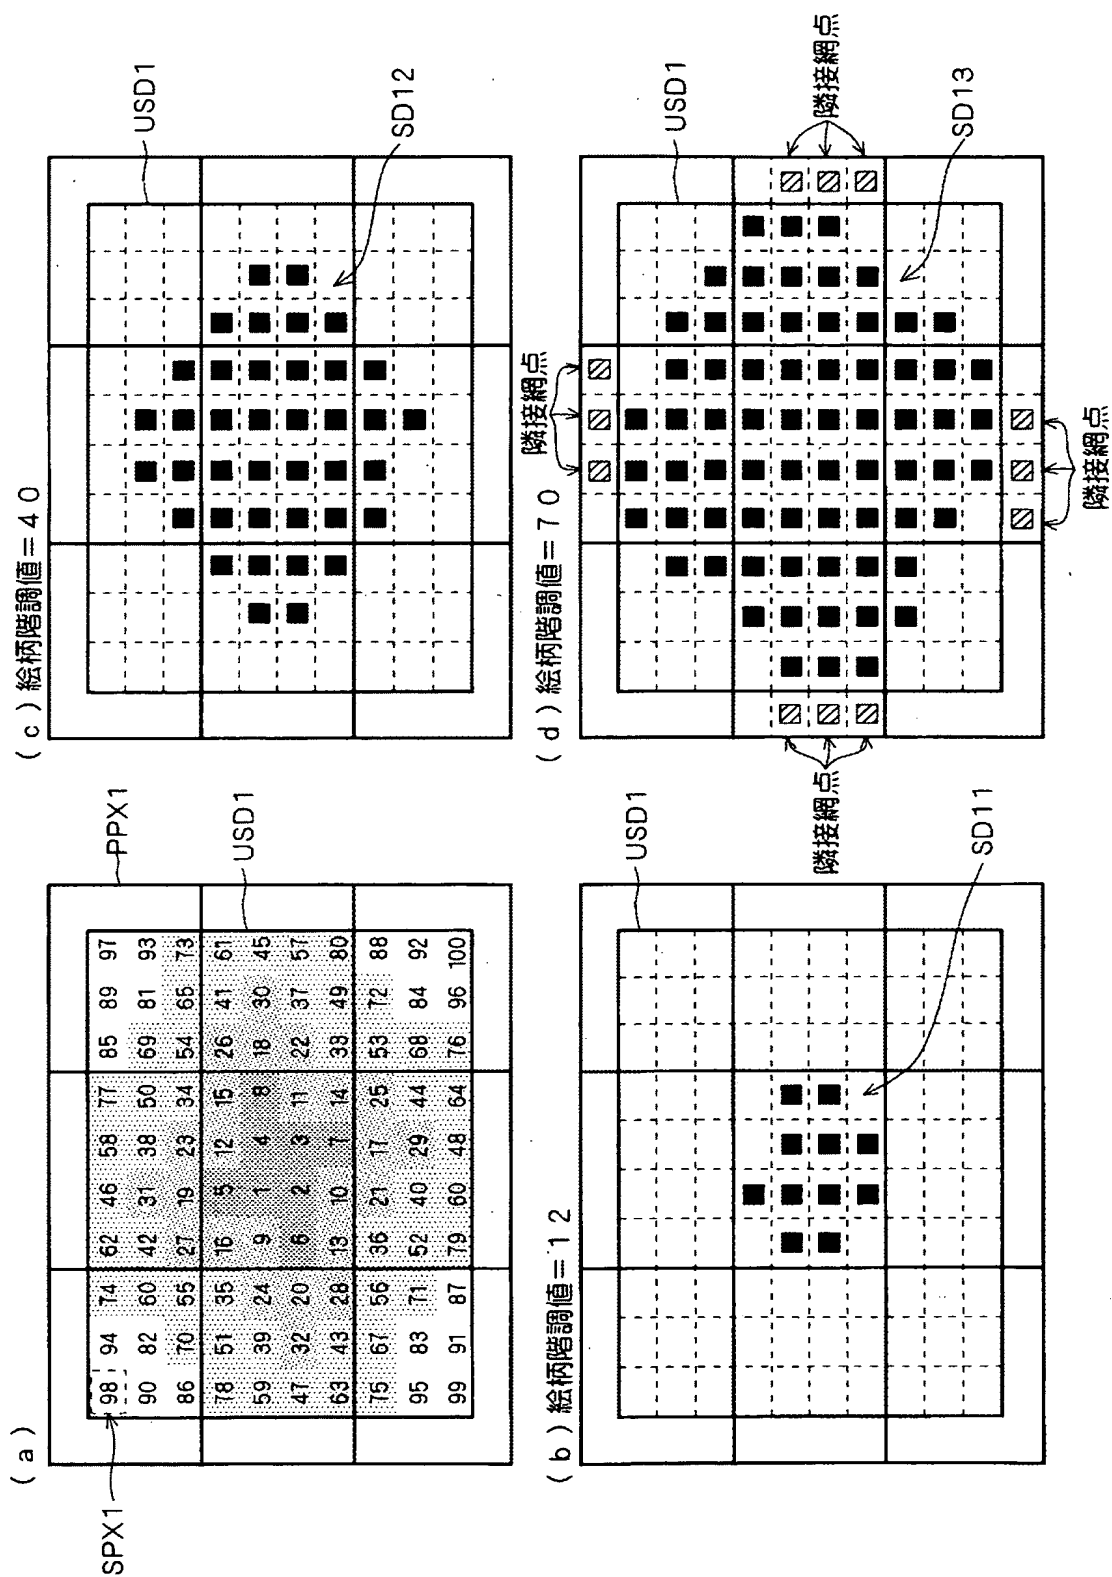 (a)
SPX1
PPX1
98 94 74 62 46 58 77 85 89 97
90 82 60 42 31 38 50 69 81 93
86 70 55 27 19 23 34 54 65 73
78 51 35 16 5 12 15 26 41 61
59 39 24 9 1 4 8 18 30 45
47 32 20 6 2 3 11 22 37 57
63 43 28 13 10 7 14 33 49 80
75 67 56 36 21 17 25 53 72 88
95 83 71 52 40 29 44 68 84 92
99 91 87 79 60 48 64 76 96 100
USD1
(b)絵柄階調値=12
USD1
SD11
(c)絵柄階調値=40
USD1
SD12
(d)絵柄階調値=70
隣接網点
USD1
隣接網点
隣接網点
SD13
隣接網点